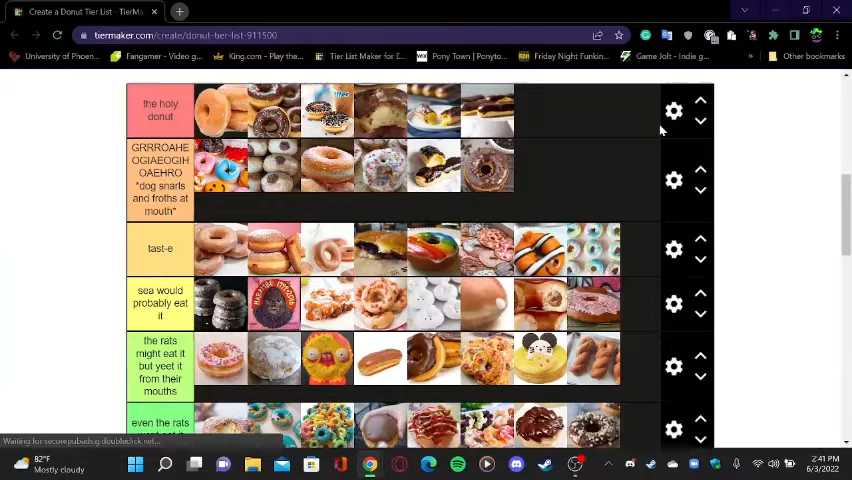 Create a Donut Tier List - TierMa
tiermaker.com/create/donut-tier-list-911500
University of Phoeni...
Fangamer - Video g...
King.com - Play the...
Tier List Maker for E...
Pony Town | Ponyto...
Friday Night Funkin...
Game Jolt - Indie g...
Other bookmarks
the holy
donut
GRRROAHE
OGIAEOGIH
OAEHRO
*dog snarls
and froths at
mouth*
tast-e
sea would
probably eat
it
the rats
might eat it
but yeet it
from their
mouths
even the rats
Waiting for securepubads.g.doubleclick.net...
82°F
Mostly cloudy
2:41 PM
6/3/2022